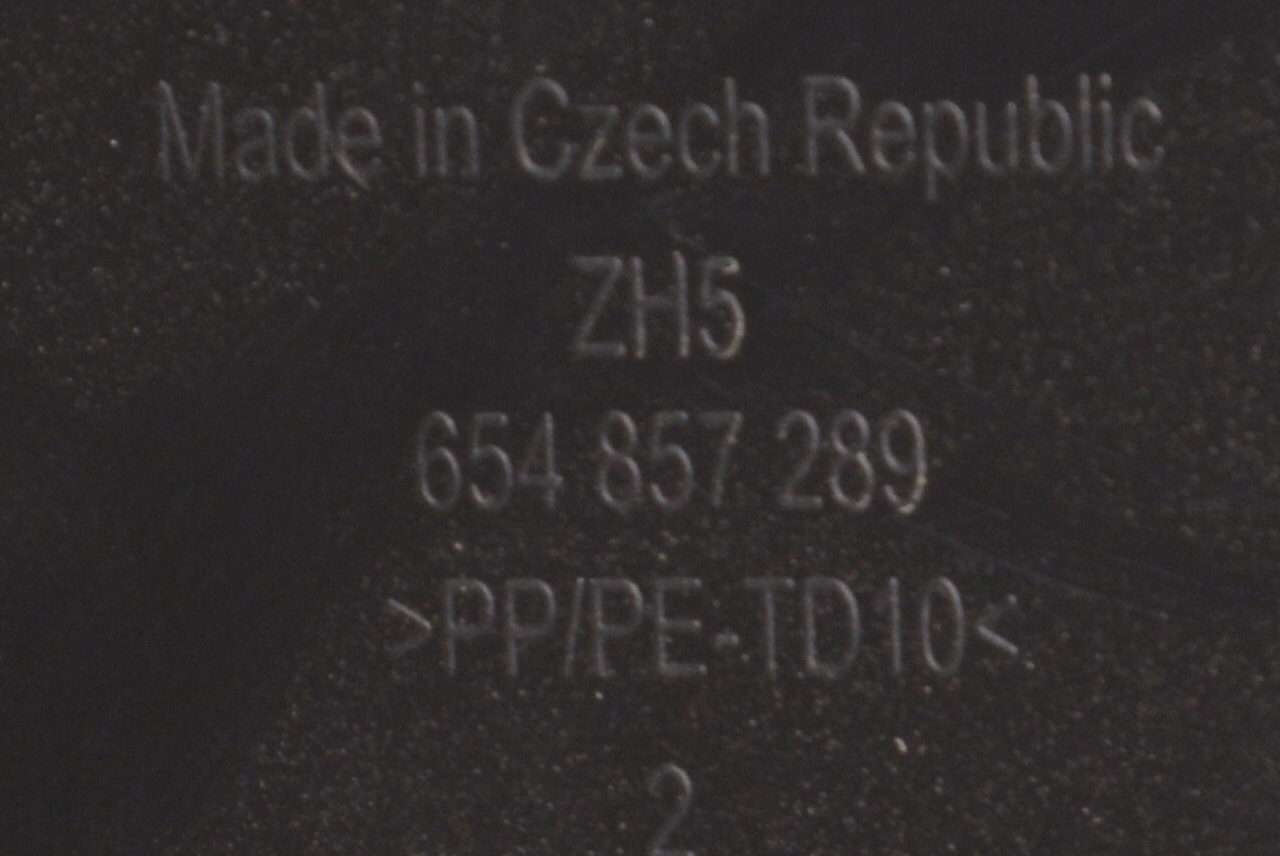 Made in Czech Republic
ZH5
654 857 289
>PP/PE-TD10<
2